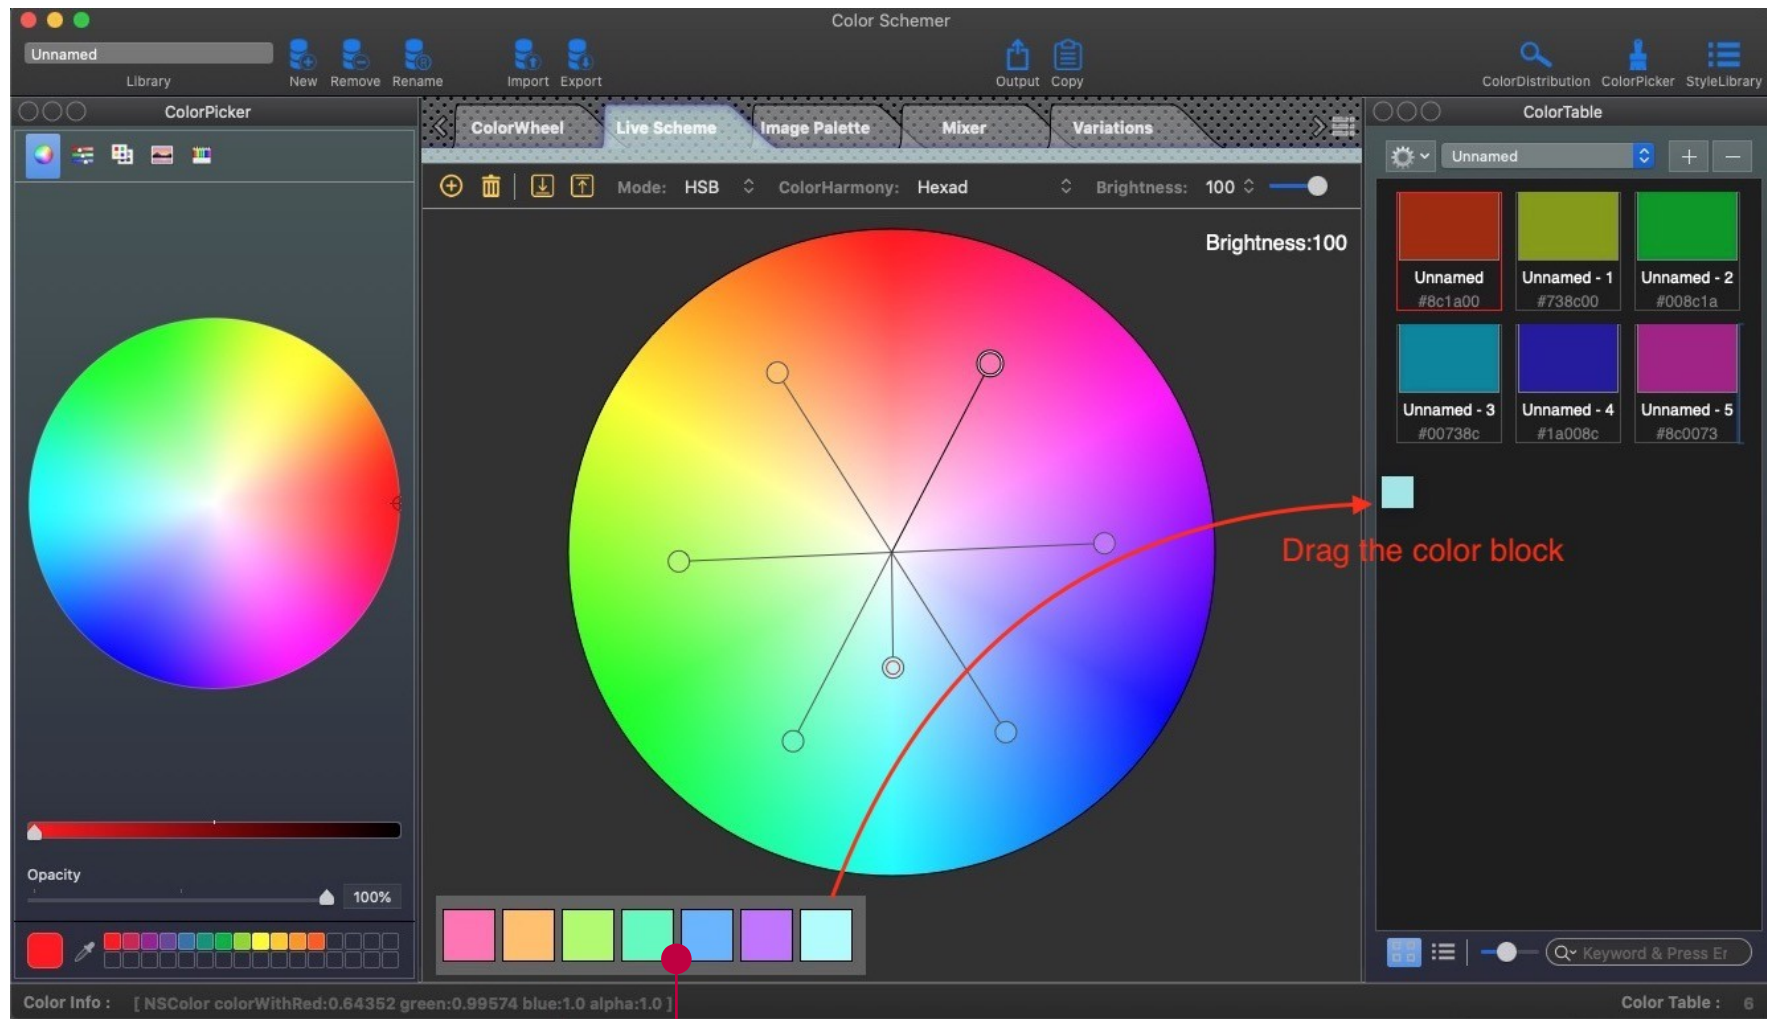 Color Schemer
Unnamed
Library
New Remove Rename
Import Export
Output Copy
ColorDistribution ColorPicker StyleLibrary
ColorPicker
ColorWheel Live Scheme Image Palette Mixer Variations
ColorTable
Unnamed
Mode: HSB ColorHarmony: Hexad Brightness: 100
Brightness:100
Unnamed Unnamed - 1 Unnamed - 2
#8c1a00 #738c00 #008c1a
Unnamed - 3 Unnamed - 4 Unnamed - 5
#00738c #1a008c #8c0073
Drag the color block
Opacity
100%
Keyword & Press Er
Color Info : [ NSColor colorWithRed:0.64352 green:0.99574 blue:1.0 alpha:1.0 ]
Color Table : 6